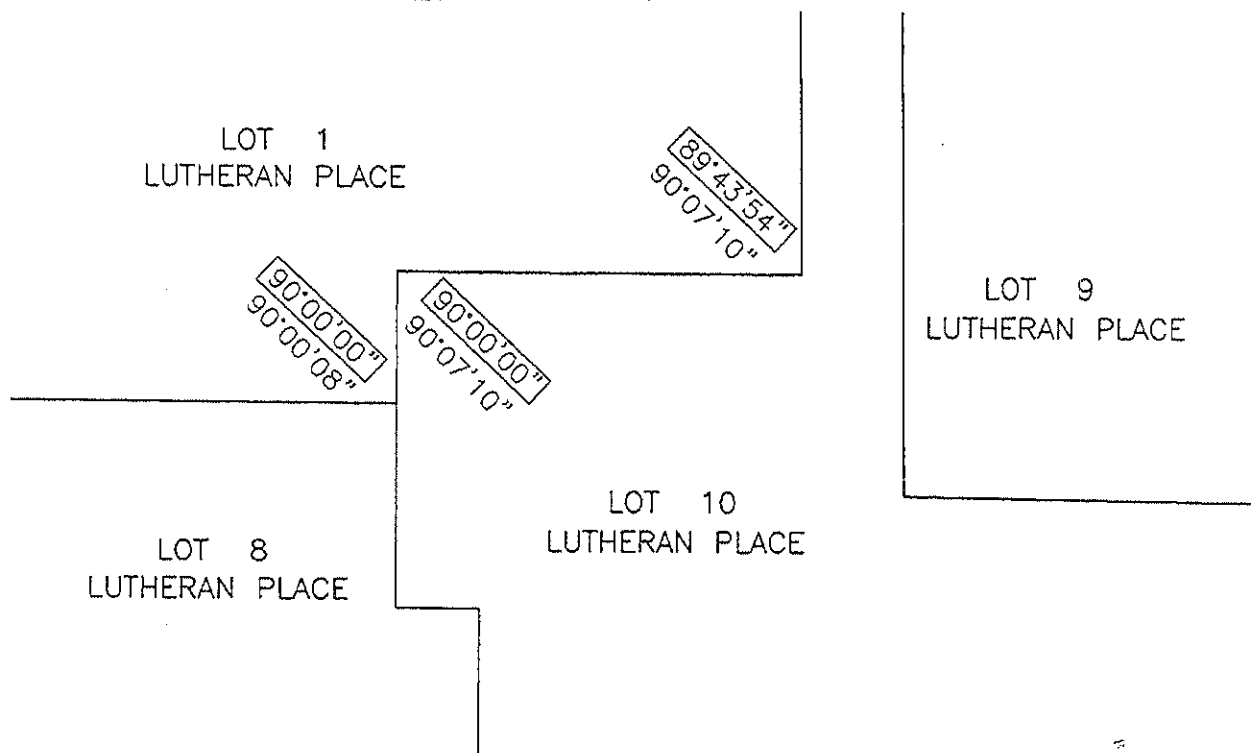 LOT 1
LUTHERAN PLACE
89°43'54"
90°07'10"
90°00'00"
90°00'08"
90°00'00"
90°07'10"
LOT 9
LUTHERAN PLACE
LOT 10
LUTHERAN PLACE
LOT 8
LUTHERAN PLACE